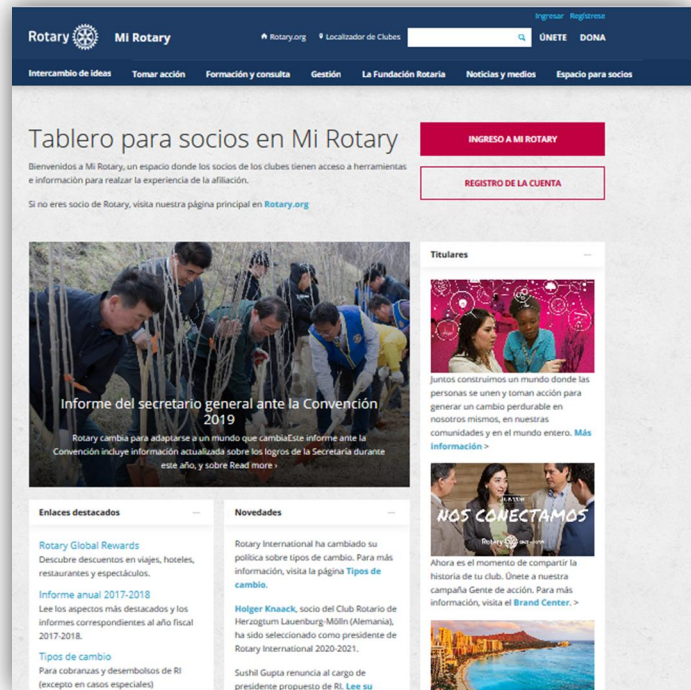 Ingresar Regístrese
Rotary Mi Rotary Rotary.org Localizador de Clubes ÚNETE DONA
Intercambio de ideas Tomar acción Formación y consulta Gestión La Fundación Rotaria Noticias y medios Espacio para socios
Tablero para socios en Mi Rotary
Bienvenidos a Mi Rotary, un espacio donde los socios de los clubes tienen acceso a herramientas
e información para realzar la experiencia de la afiliación.
Si no eres socio de Rotary, visita nuestra página principal en Rotary.org
INGRESO A MI ROTARY
REGISTRO DE LA CUENTA
Informe del secretario general ante la Convención
2019
Rotary cambia para adaptarse a un mundo que cambiaEste informe ante la
Convención incluye información actualizada sobre los logros de la Secretaría durante
este año, y sobre Read more ›
Enlaces destacados
Rotary Global Rewards
Descubre descuentos en viajes, hoteles,
restaurantes y espectáculos.
Informe anual 2017-2018
Lee los aspectos más destacados y los
informes correspondientes al año fiscal
2017-2018.
Tipos de cambio
Para cobranzas y desembolsos de RI
(excepto en casos especiales)
Novedades
Rotary International ha cambiado su
política sobre tipos de cambio. Para más
información, visita la página Tipos de
cambio.
Holger Knaack, socio del Club Rotario de
Herzogtum Lauenburg-Mölln (Alemania),
ha sido seleccionado como presidente de
Rotary International 2020-2021.
Sushil Gupta renuncia al cargo de
presidente propuesto de RI. Lee su
Titulares
Juntos construimos un mundo donde las
personas se unen y toman acción para
generar un cambio perdurable en
nosotros mismos, en nuestras
comunidades y en el mundo entero. Más
información >
JUNTOS
NOS CONECTAMOS
Rotary
Ahora es el momento de compartir la
historia de tu club. Únete a nuestra
campaña Gente de acción. Para más
información, visita el Brand Center. >